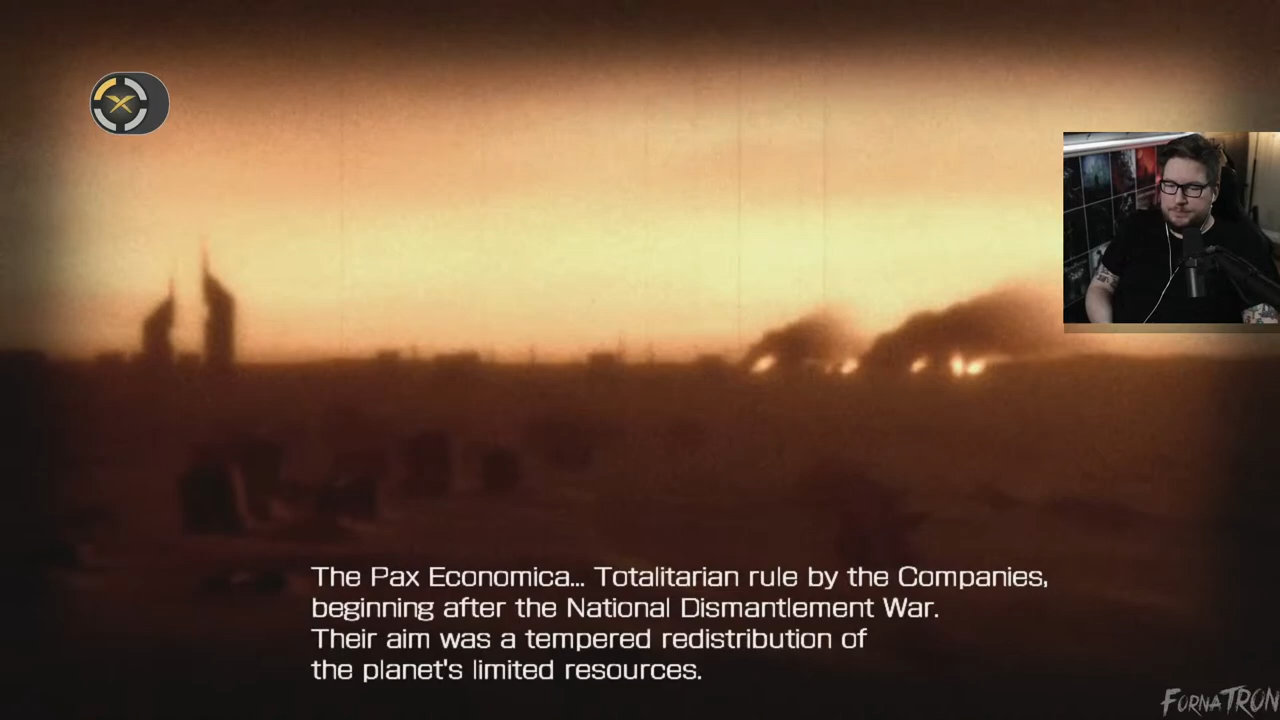 The Pax Economica... Totalitarian rule by the Companies,
beginning after the National Dismantlement War.
Their aim was a tempered redistribution of
the planet's limited resources.
FORNATRON